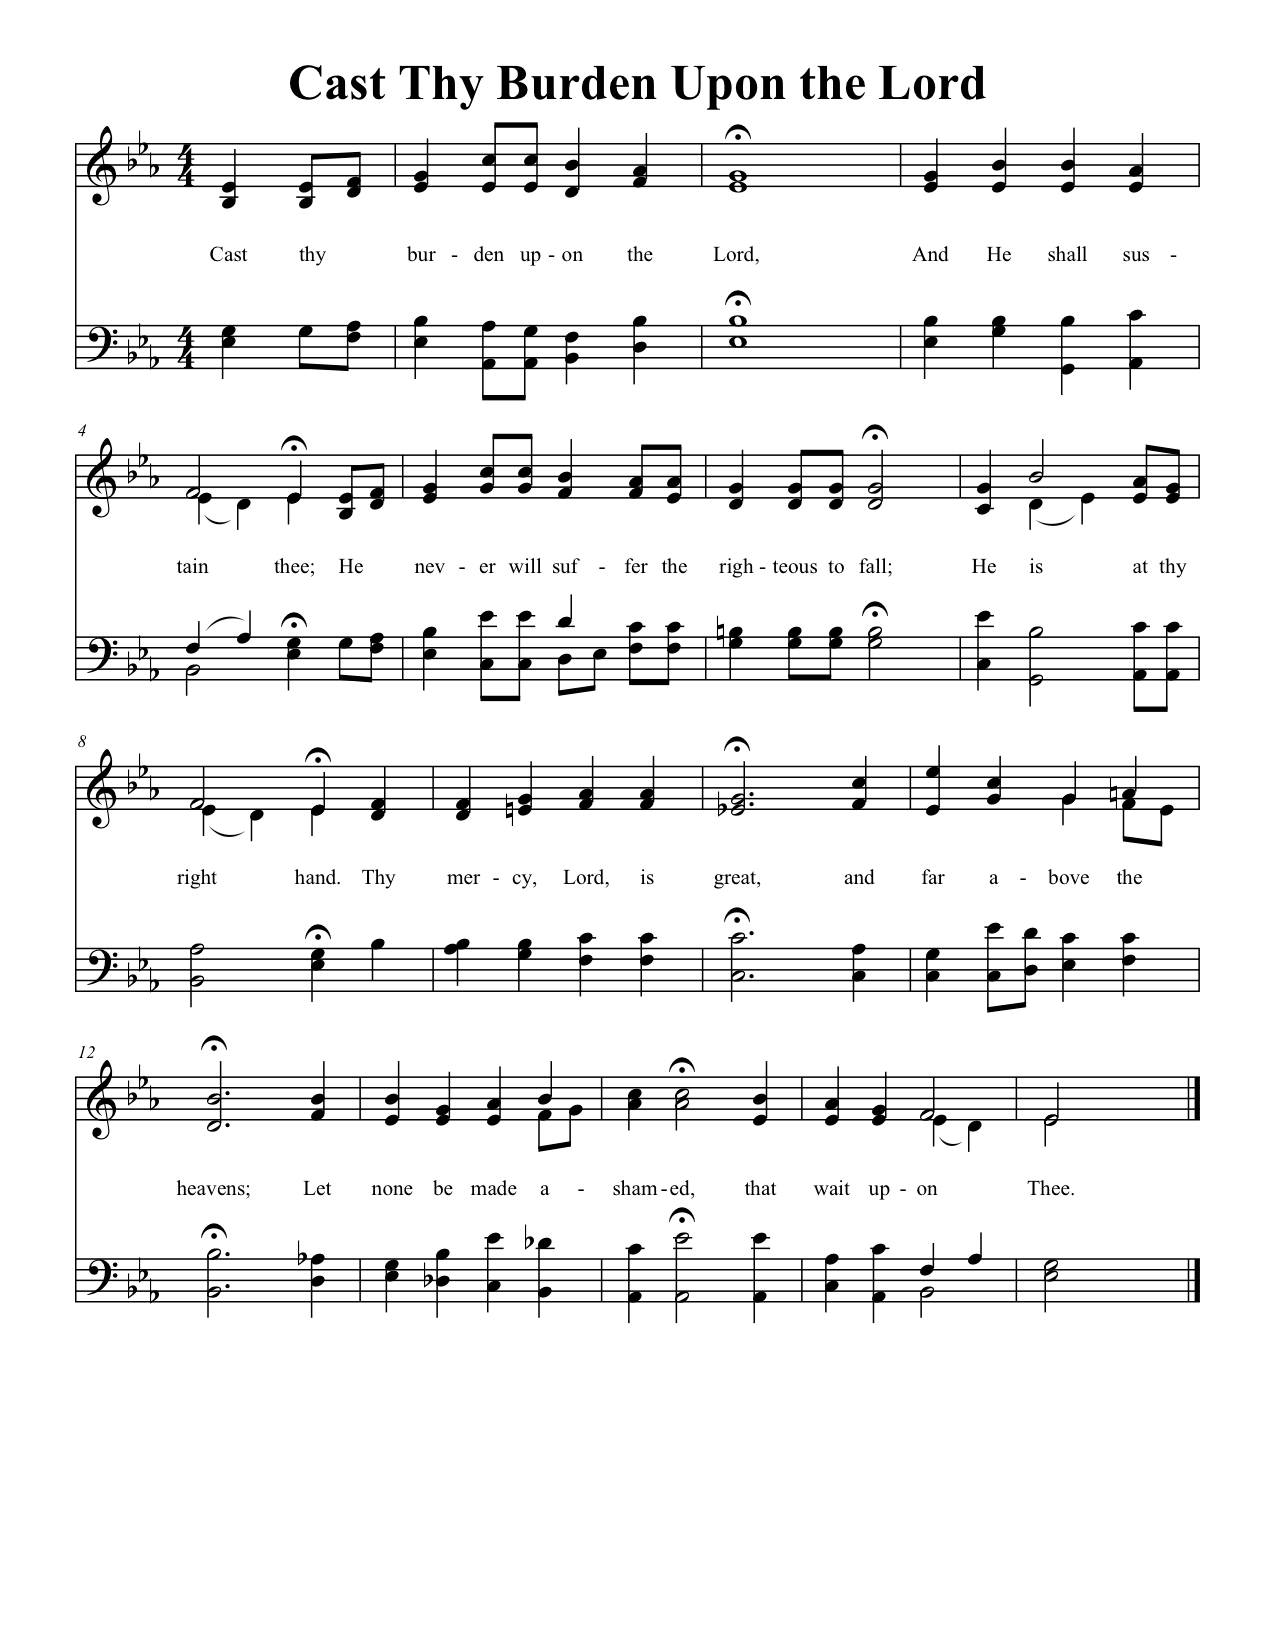 Cast Thy Burden Upon the Lord
Cast thy bur - den up - on the Lord, And He shall sus -
4
tain thee; He nev - er will suf - fer the righ - teous to fall; He is at thy
8
right hand. Thy mer - cy, Lord, is great, and far a - bove the
12
heavens; Let none be made a - sham - ed, that wait up - on Thee.